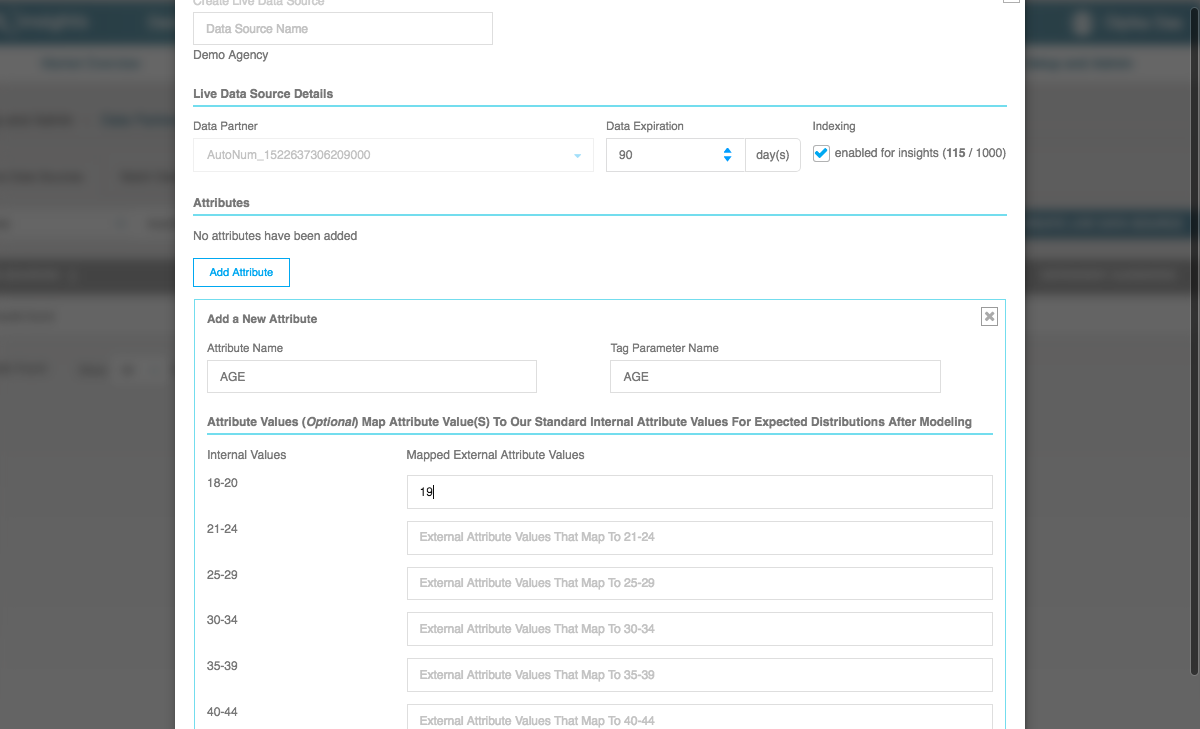 Create Live Data Source
Data Source Name
Demo Agency
Live Data Source Details
Data Partner
Data Expiration
Indexing
AutoNum_1522637306209000
90
day(s)
enabled for insights (115 / 1000)
Attributes
No attributes have been added
Add Attribute
Add a New Attribute
Attribute Name
Tag Parameter Name
AGE
AGE
Attribute Values (Optional) Map Attribute Value(S) To Our Standard Internal Attribute Values For Expected Distributions After Modeling
Internal Values
Mapped External Attribute Values
18-20
19
21-24
External Attribute Values That Map To 21-24
25-29
External Attribute Values That Map To 25-29
30-34
External Attribute Values That Map To 30-34
35-39
External Attribute Values That Map To 35-39
40-44
External Attribute Values That Map To 40-44